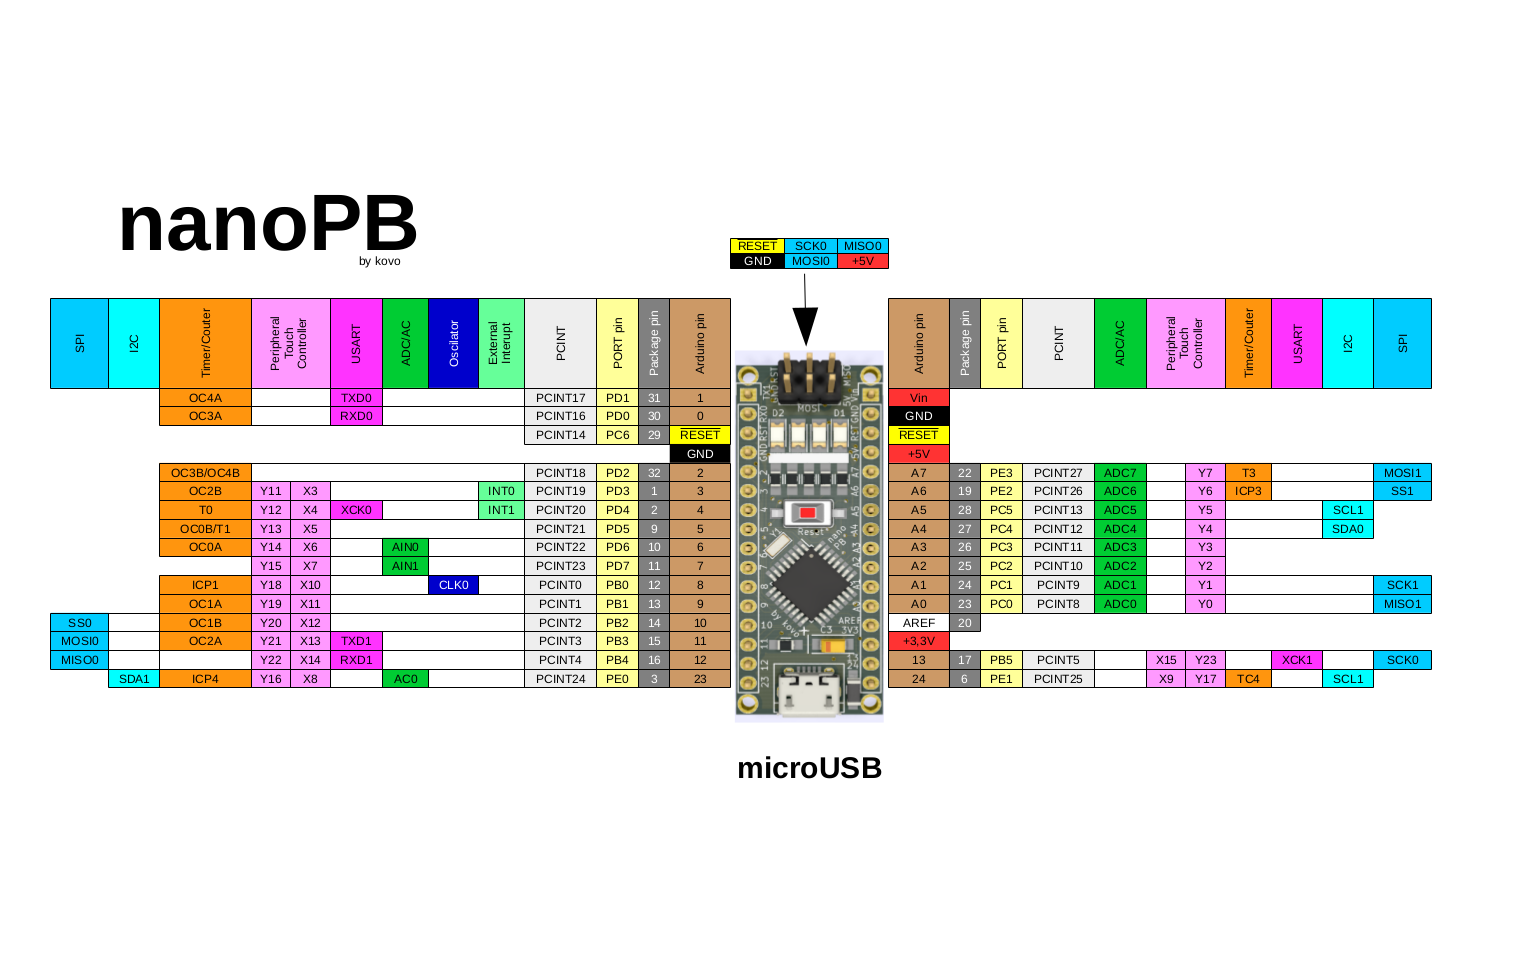 nanoPB
by kovo
RESET SCK0 MISO0
GND MOSI0 +5V
SPI I2C Timer/Couter Peripheral Touch Controller USART ADC/AC Oscilator External Interupt PCINT PORT pin Package pin Arduino pin
Arduino pin Package pin PORT pin PCINT ADC/AC Peripheral Touch Controller Timer/Couter USART I2C SPI
OC4A TXD0 PCINT17 PD1 31 1 Vin
OC3A RXD0 PCINT16 PD0 30 0 GND
PCINT14 PC6 29 RESET RESET
GND +5V
OC3B/OC4B PCINT18 PD2 32 2 A7 22 PE3 PCINT27 ADC7 Y7 T3 MOSI1
OC2B Y11 X3 INT0 PCINT19 PD3 1 3 A6 19 PE2 PCINT26 ADC6 Y6 ICP3 SS1
T0 Y12 X4 XCK0 INT1 PCINT20 PD4 2 4 A5 28 PC5 PCINT13 ADC5 Y5 SCL1
OC0B/T1 Y13 X5 PCINT21 PD5 9 5 A4 27 PC4 PCINT12 ADC4 Y4 SDA0
OC0A Y14 X6 AIN0 PCINT22 PD6 10 6 A3 26 PC3 PCINT11 ADC3 Y3
Y15 X7 AIN1 PCINT23 PD7 11 7 A2 25 PC2 PCINT10 ADC2 Y2
ICP1 Y18 X10 CLK0 PCINT0 PB0 12 8 A1 24 PC1 PCINT9 ADC1 Y1 SCK1
OC1A Y19 X11 PCINT1 PB1 13 9 A0 23 PC0 PCINT8 ADC0 Y0 MISO1
SS0 OC1B Y20 X12 PCINT2 PB2 14 10 AREF 20
MOSI0 OC2A Y21 X13 TXD1 PCINT3 PB3 15 11 +3,3V
MISO0 Y22 X14 RXD1 PCINT4 PB4 16 12 13 17 PB5 PCINT5 X15 Y23 XCK1 SCK0
SDA1 ICP4 Y16 X8 AC0 PCINT24 PE0 3 23 24 6 PE1 PCINT25 X9 Y17 TC4 SCL1
MOSI
D2 D1
Reset
nano
PB
by kovo
AREF
C3 3V3
microUSB